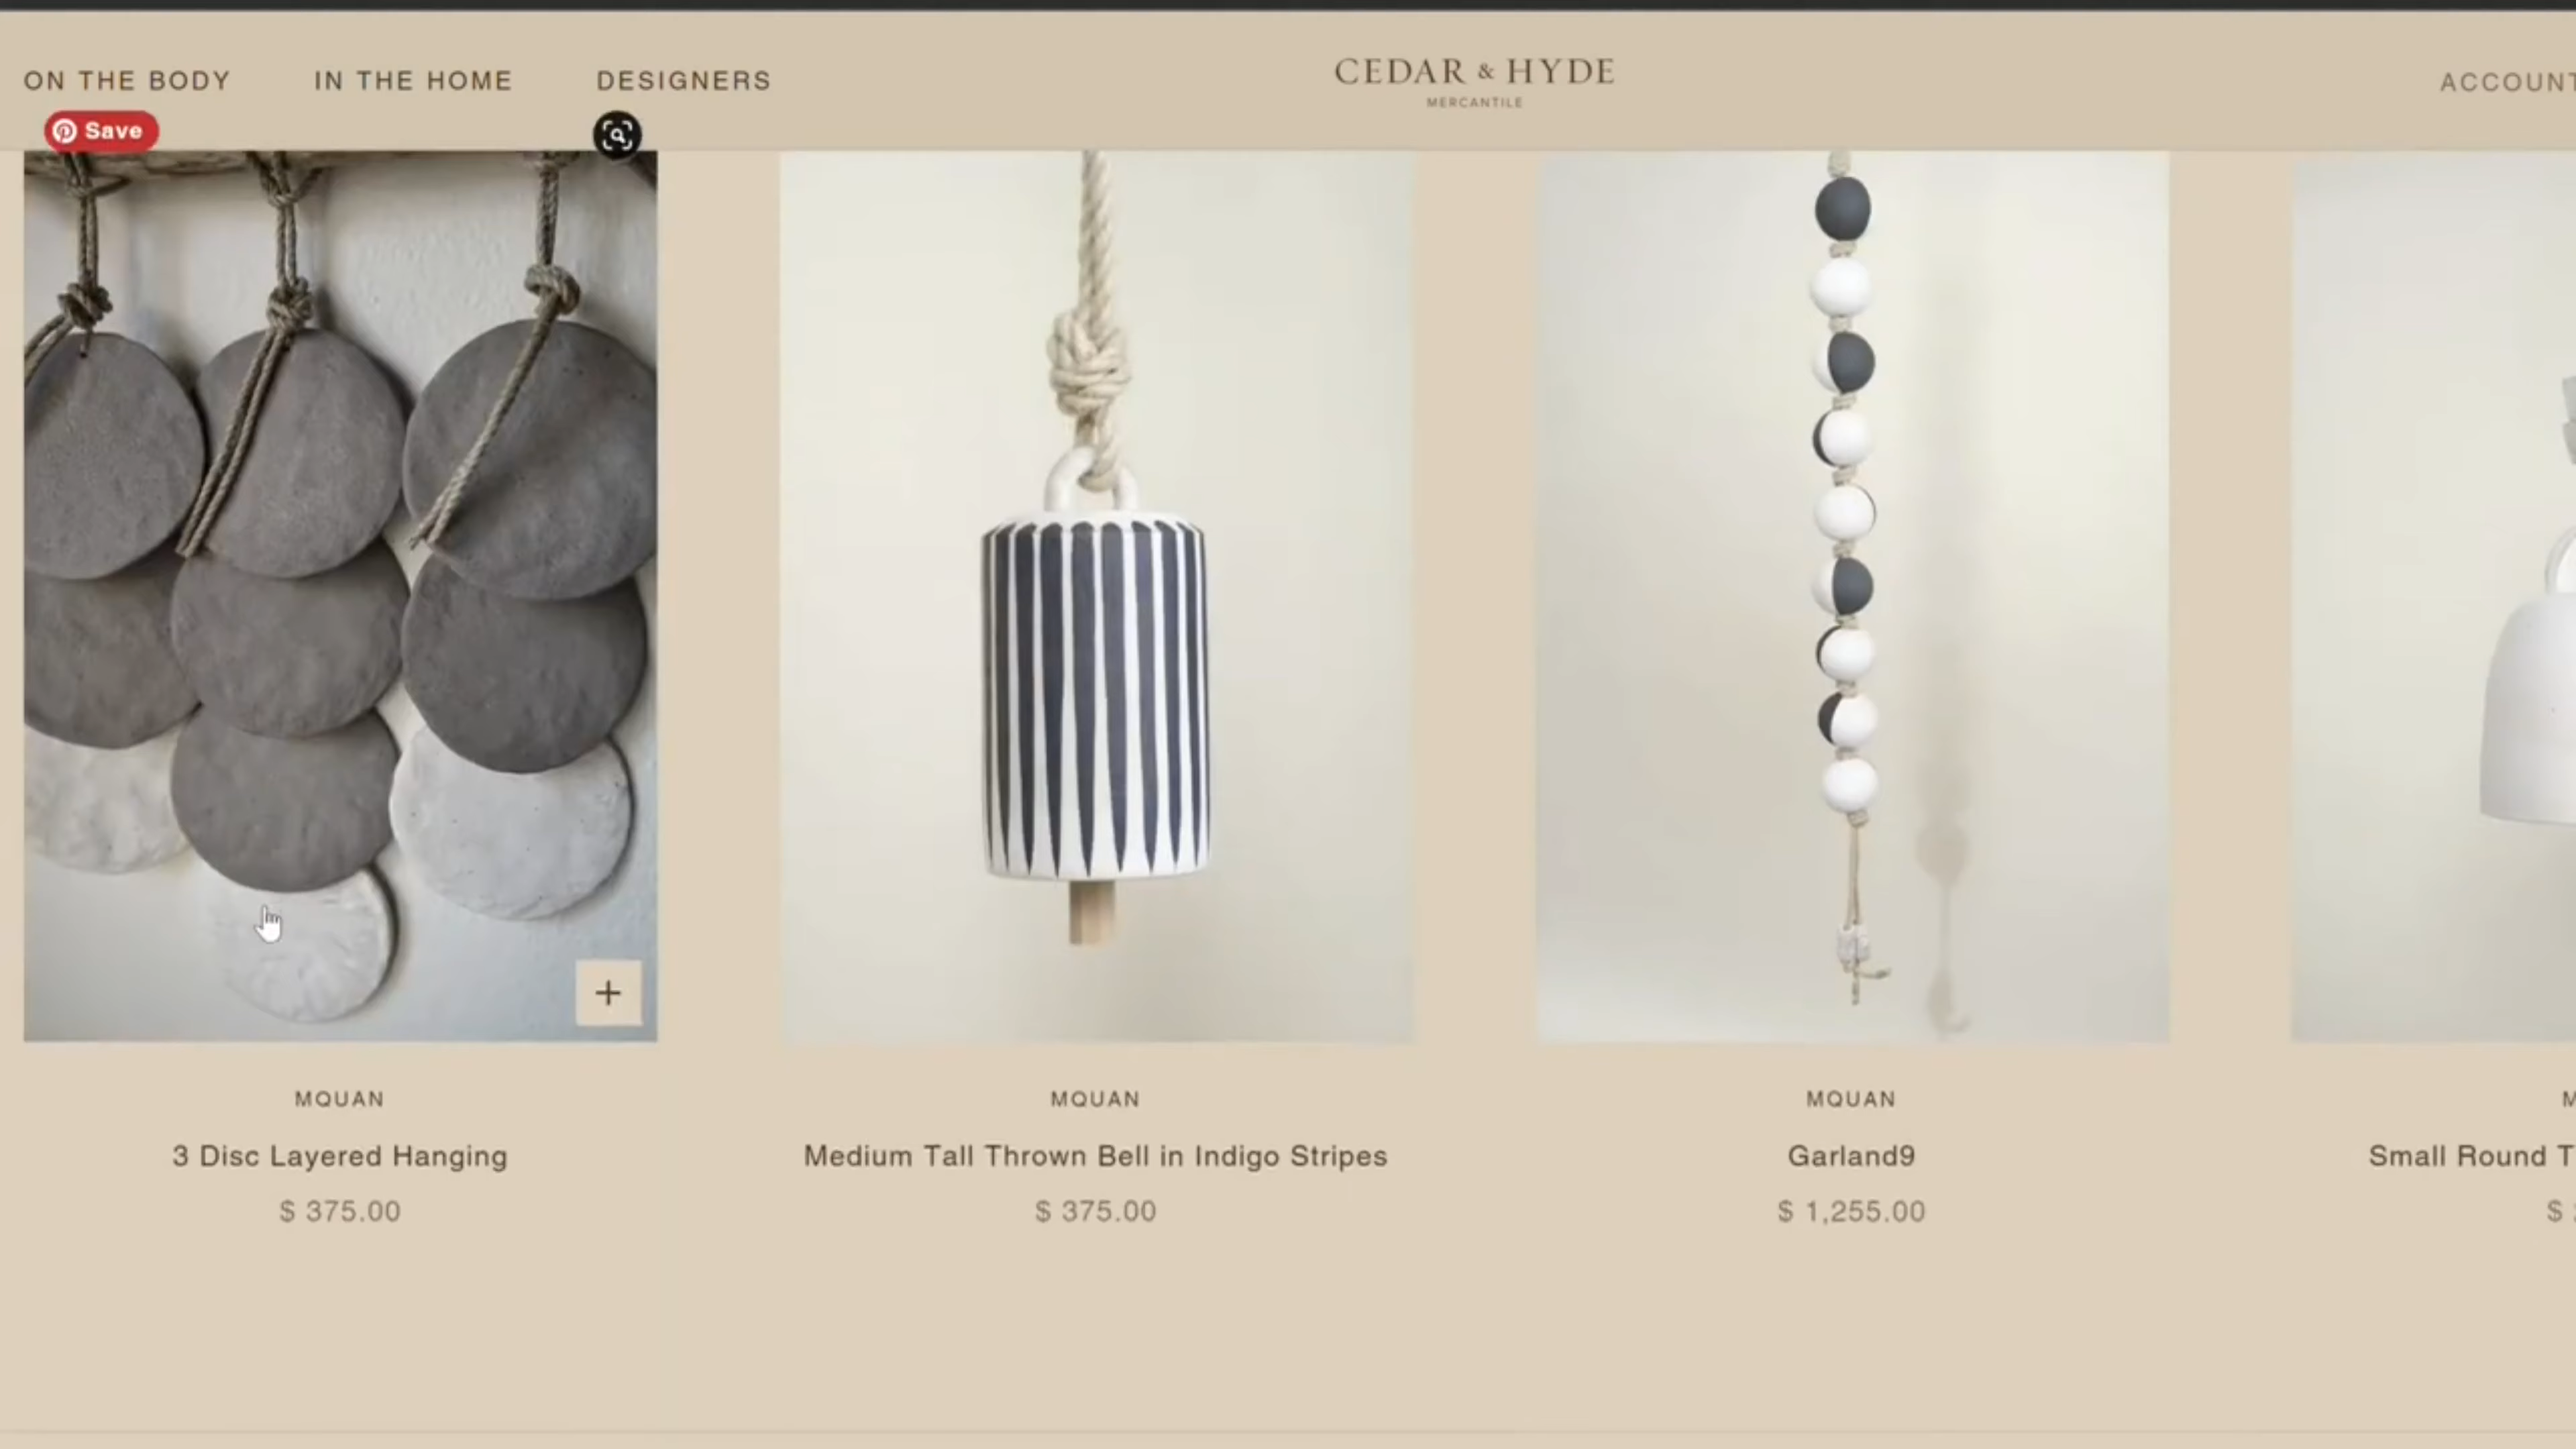 ON THE BODY
IN THE HOME
DESIGNERS
CEDAR & HYDE
MERCANTILE
ACCOUNT
Save
MQUAN
3 Disc Layered Hanging
$ 375.00
MQUAN
Medium Tall Thrown Bell in Indigo Stripes
$ 375.00
MQUAN
Garland9
$ 1,255.00
Small Round
$